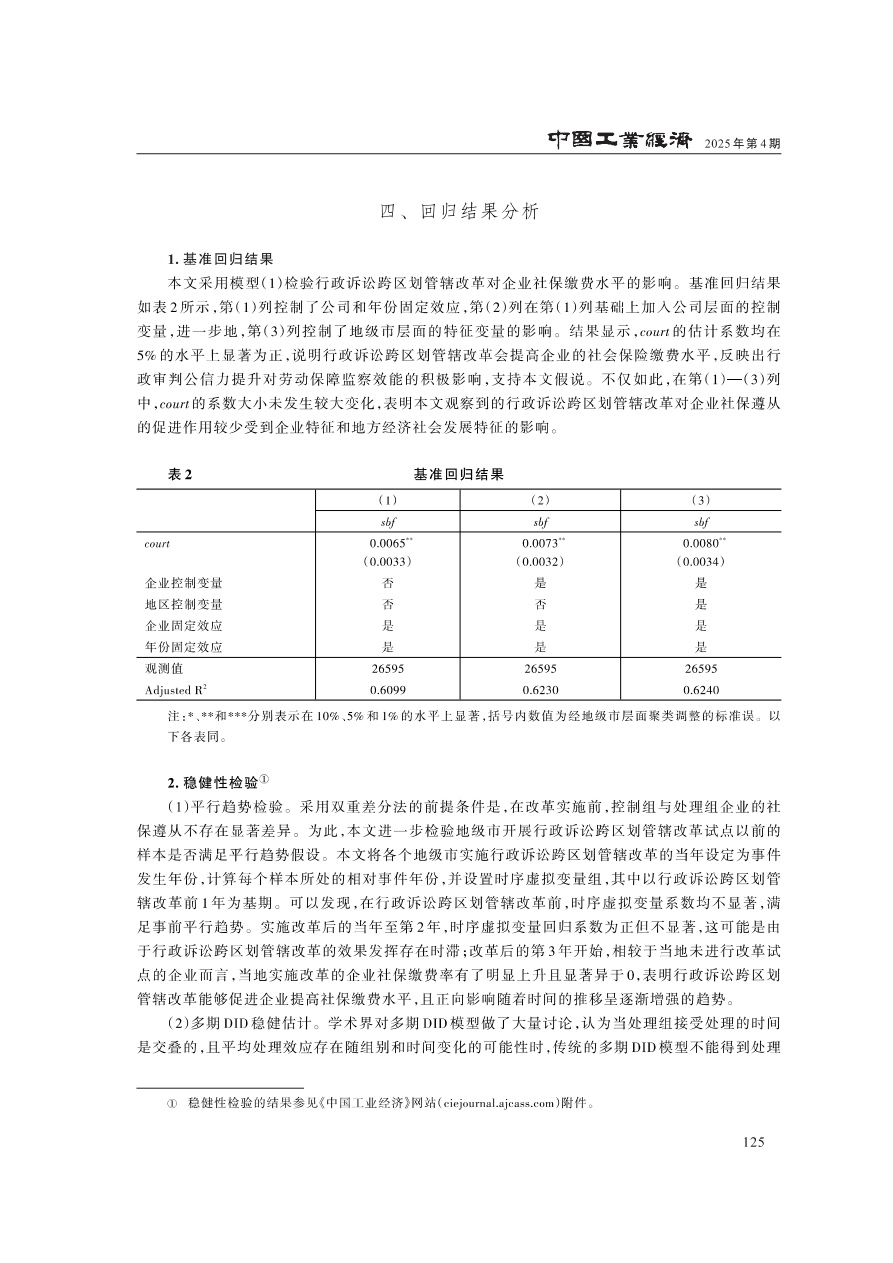 中國工業經濟 2025年第4期
四、回归结果分析
1. 基准回归结果
本文采用模型(1)检验行政诉讼跨区划管辖改革对企业社保缴费水平的影响。基准回归结果
如表2所示,第(1)列控制了公司和年份固定效应,第(2)列在第(1)列基础上加入公司层面的控制
变量,进一步地,第(3)列控制了地级市层面的特征变量的影响。结果显示,court的估计系数均在
5%的水平上显著为正,说明行政诉讼跨区划管辖改革会提高企业的社会保险缴费水平,反映出行
政审判公信力提升对劳动保障监察效能的积极影响,支持本文假说。不仅如此,在第(1)—(3)列
中,court的系数大小未发生较大变化,表明本文观察到的行政诉讼跨区划管辖改革对企业社保遵从
的促进作用较少受到企业特征和地方经济社会发展特征的影响。
表2 基准回归结果
(1) (2) (3)
sbf sbf sbf
court 0.0065** 0.0073** 0.0080**
(0.0033) (0.0032) (0.0034)
企业控制变量 否 是 是
地区控制变量 否 否 是
企业固定效应 是 是 是
年份固定效应 是 是 是
观测值 26595 26595 26595
Adjusted R² 0.6099 0.6230 0.6240
注:*、**和***分别表示在10%、5%和1%的水平上显著,括号内数值为经地级市层面聚类调整的标准误。以
下各表同。
2. 稳健性检验①
(1)平行趋势检验。采用双重差分法的前提条件是,在改革实施前,控制组与处理组企业的社
保遵从不存在显著差异。为此,本文进一步检验地级市开展行政诉讼跨区划管辖改革试点以前的
样本是否满足平行趋势假设。本文将各个地级市实施行政诉讼跨区划管辖改革的当年设定为事件
发生年份,计算每个样本所处的相对事件年份,并设置时序虚拟变量组,其中以行政诉讼跨区划管
辖改革前1年为基期。可以发现,在行政诉讼跨区划管辖改革前,时序虚拟变量系数均不显著,满
足事前平行趋势。实施改革后的当年至第2年,时序虚拟变量回归系数为正但不显著,这可能是由
于行政诉讼跨区划管辖改革的效果发挥存在时滞;改革后的第3年开始,相较于当地未进行改革试
点的企业而言,当地实施改革的企业社保缴费率有了明显上升且显著异于0,表明行政诉讼跨区划
管辖改革能够促进企业提高社保缴费水平,且正向影响随着时间的推移呈逐渐增强的趋势。
(2)多期DID稳健估计。学术界对多期DID模型做了大量讨论,认为当处理组接受处理的时间
是交叠的,且平均处理效应存在随组别和时间变化的可能性时,传统的多期DID模型不能得到处理
① 稳健性检验的结果参见《中国工业经济》网站(ciejournal.ajcass.com)附件。
125